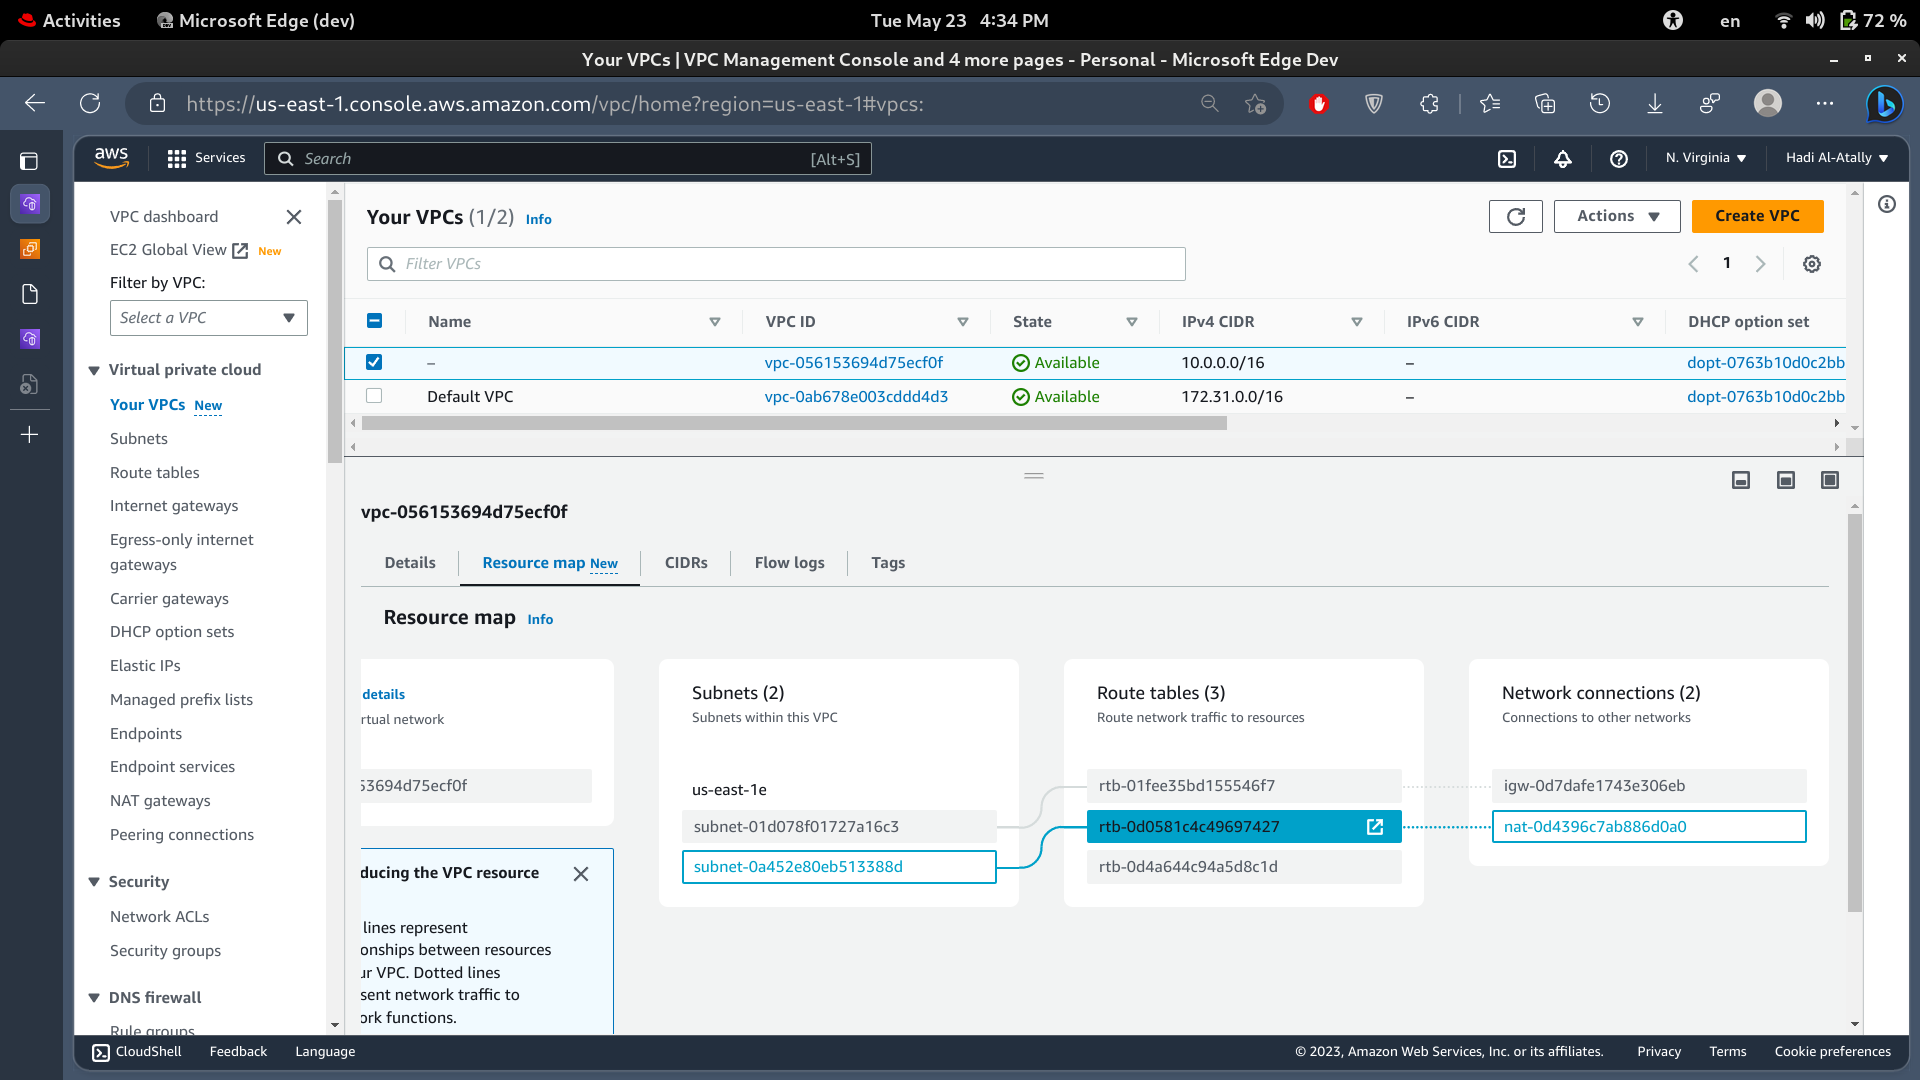 Activities
Microsoft Edge (dev)
Tue May 23 4:34 PM
en
72 %
Your VPCs | VPC Management Console and 4 more pages - Personal - Microsoft Edge Dev
https://us-east-1.console.aws.amazon.com/vpc/home?region=us-east-1#vpcs:
aws
Services
Search
[Alt+S]
N. Virginia
Hadi Al-Atally
VPC dashboard
EC2 Global View
New
Filter by VPC:
Select a VPC
Virtual private cloud
Your VPCs New
Subnets
Route tables
Internet gateways
Egress-only internet
gateways
Carrier gateways
DHCP option sets
Elastic IPs
Managed prefix lists
Endpoints
Endpoint services
NAT gateways
Peering connections
Security
Network ACLs
Security groups
DNS firewall
Rule groups
Your VPCs (1/2) Info
Actions
Create VPC
Filter VPCs
1
Name VPC ID State IPv4 CIDR IPv6 CIDR DHCP option set
– vpc-056153694d75ecf0f Available 10.0.0.0/16 – dopt-0763b10d0c2bb
Default VPC vpc-0ab678e003cddd4d3 Available 172.31.0.0/16 – dopt-0763b10d0c2bb
vpc-056153694d75ecf0f
Details
Resource map New
CIDRs
Flow logs
Tags
Resource map Info
details
rtual network
53694d75ecf0f
ducing the VPC resource
lines represent
onships between resources
ur VPC. Dotted lines
sent network traffic to
ork functions.
Subnets (2)
Subnets within this VPC
us-east-1e
subnet-01d078f01727a16c3
subnet-0a452e80eb513388d
Route tables (3)
Route network traffic to resources
rtb-01fee35bd155546f7
rtb-0d0581c4c49697427
rtb-0d4a644c94a5d8c1d
Network connections (2)
Connections to other networks
igw-0d7dafe1743e306eb
nat-0d4396c7ab886d0a0
CloudShell
Feedback
Language
© 2023, Amazon Web Services, Inc. or its affiliates.
Privacy
Terms
Cookie preferences